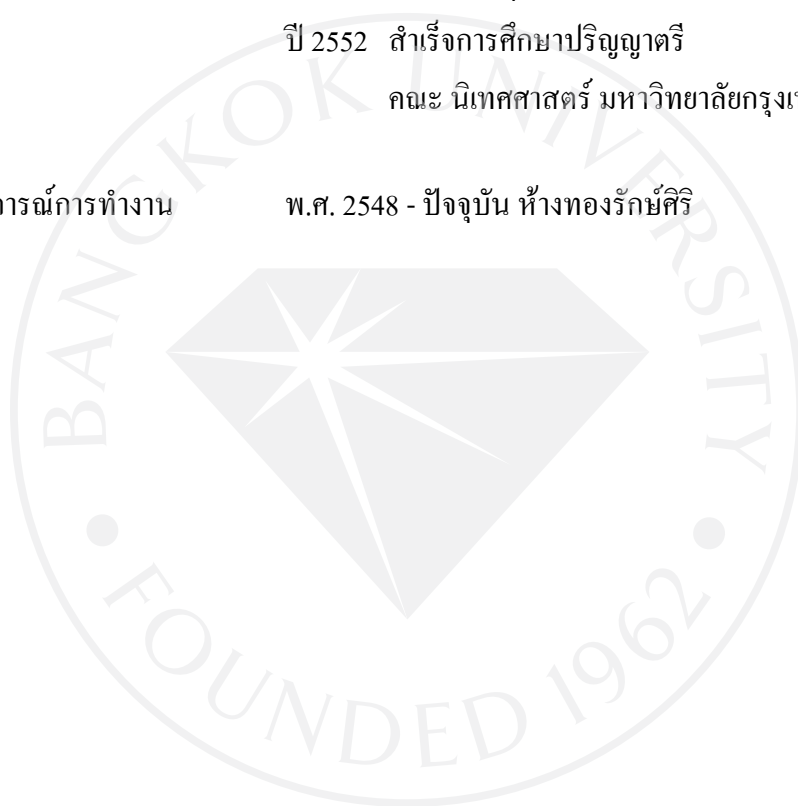 ปี 2552 สำเร็จการศึกษาปริญญาตรี
คณะ นิเทศศาสตร์ มหาวิทยาลัยกรุงเ
ารณ์การทำงาน พ.ศ. 2548 - ปัจจุบัน ห้างทองรักษ์ศิริ
BANGKOK UNIVERSITY
FOUNDED 1962